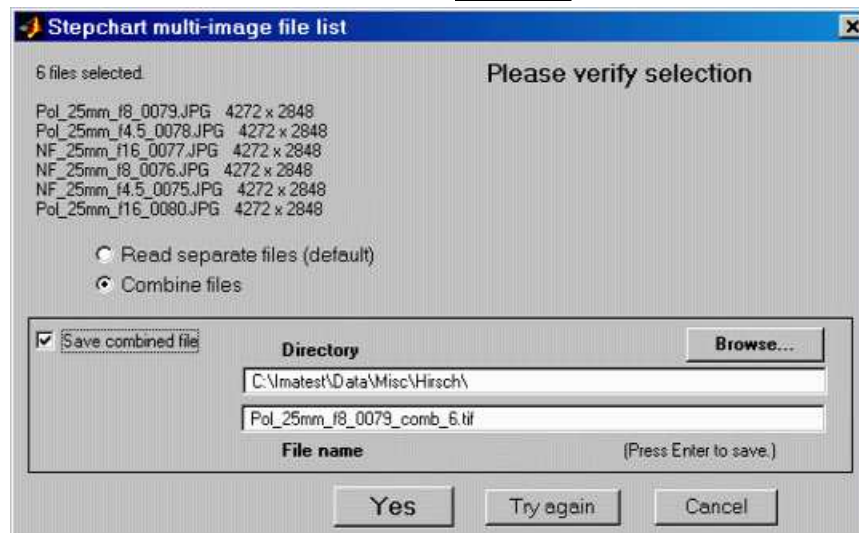 Stepchart multi-image file list
6 files selected.
Please verify selection
Pol_25mm_f8_0079.JPG 4272 x 2848
Pol_25mm_f4.5_0078.JPG 4272 x 2848
NF_25mm_f16_0077.JPG 4272 x 2848
NF_25mm_f8_0076.JPG 4272 x 2848
NF_25mm_f4.5_0075.JPG 4272 x 2848
Pol_25mm_f16_0080.JPG 4272 x 2848
Read separate files (default)
Combine files
Save combined file
Directory
Browse...
C:\Imatest\Data\Misc\Hirsch\
Pol_25mm_f8_0079_comb_6.tif
File name
(Press Enter to save.)
Yes
Try again
Cancel